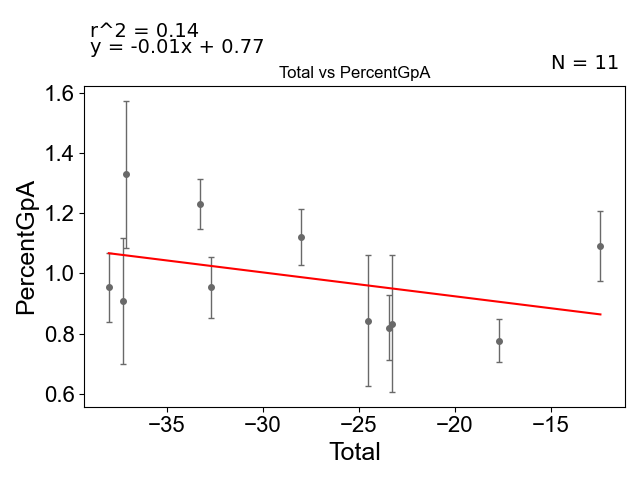 r^2 = 0.14
y = -0.01x + 0.77
N = 11
Total vs PercentGpA
PercentGpA
1.6
1.4
1.2
1.0
0.8
0.6
−35
−30
−25
−20
−15
Total